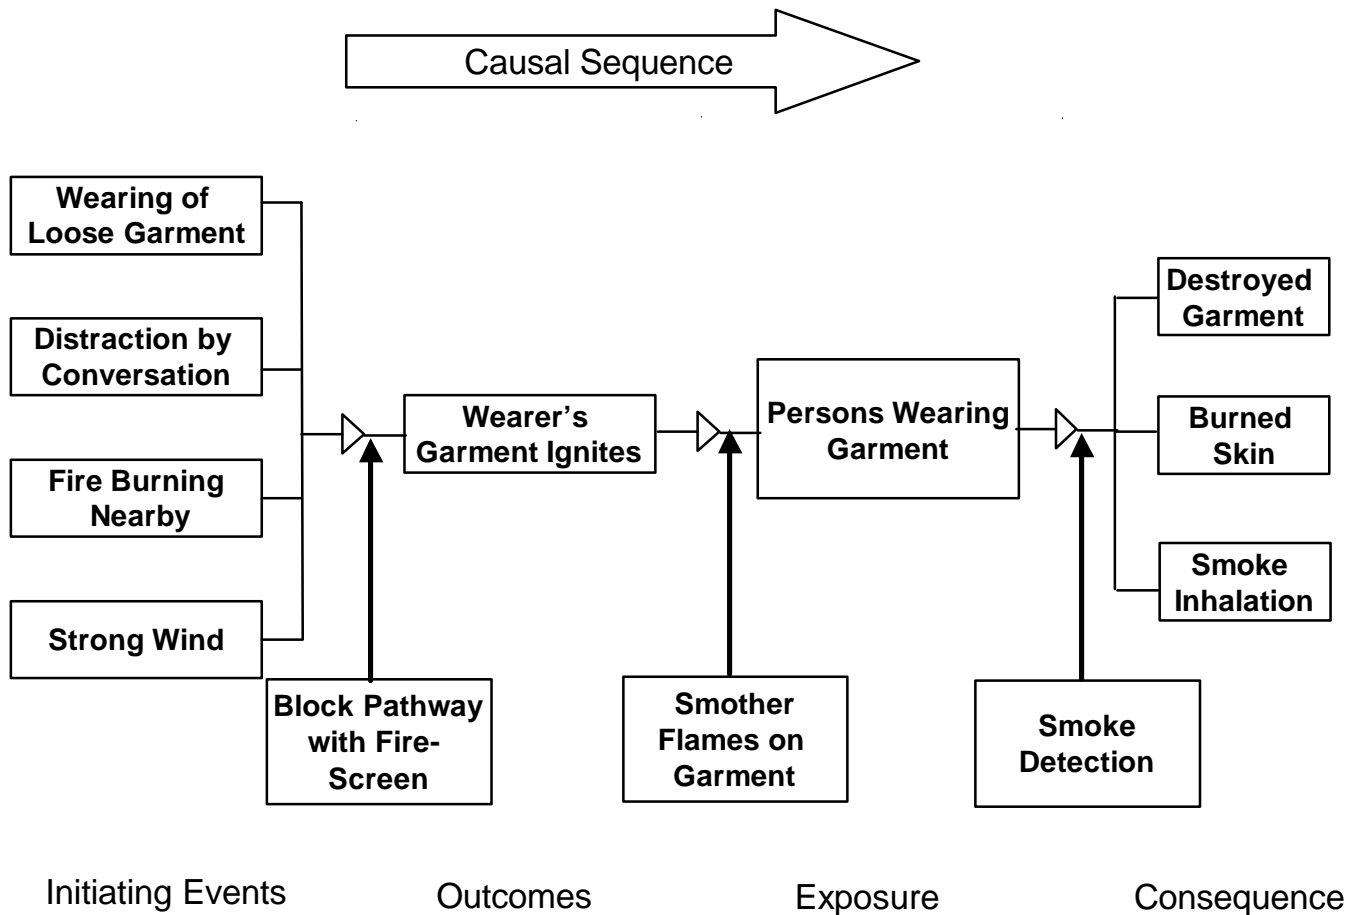 Causal Sequence
Wearing of
Loose Garment
Distraction by
Conversation
Fire Burning
Nearby
Strong Wind
Block Pathway
with Fire-
Screen
Wearer’s
Garment Ignites
Smother
Flames on
Garment
Persons Wearing
Garment
Smoke
Detection
Destroyed
Garment
Burned
Skin
Smoke
Inhalation
Initiating Events
Outcomes
Exposure
Consequence